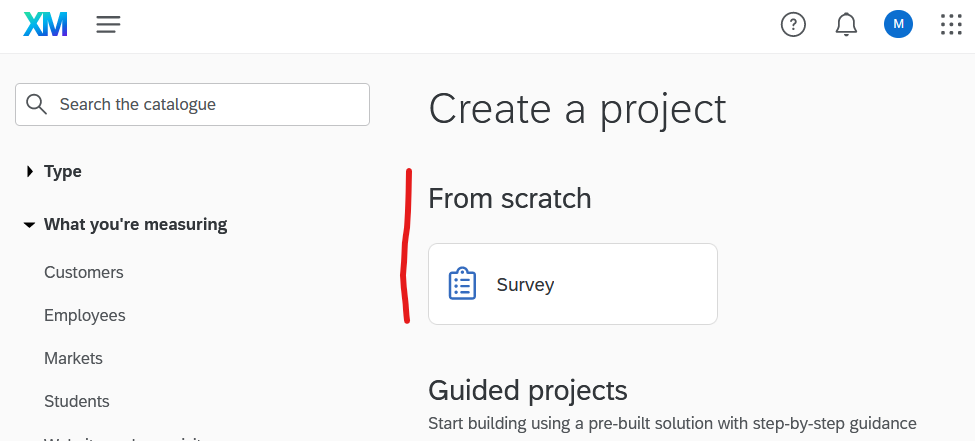 XM
?
M
Search the catalogue
Create a project
Type
From scratch
What you're measuring
Customers
Survey
Employees
Markets
Guided projects
Students
Start building using a pre-built solution with step-by-step guidance